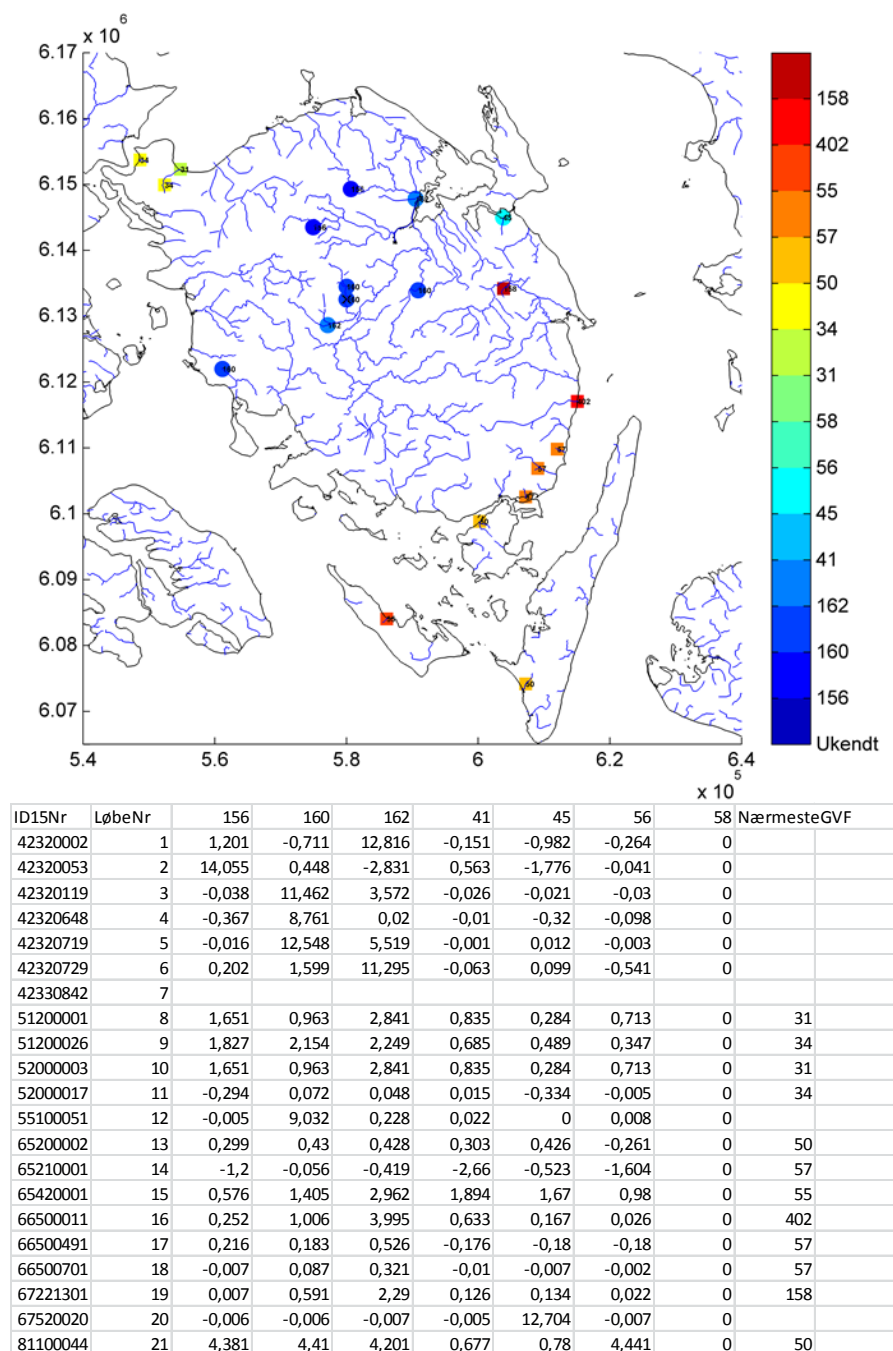 x 10^6
6.17
6.16
6.15
6.14
6.13
6.12
6.11
6.1
6.09
6.08
6.07
5.4 5.6 5.8 6 6.2 6.4
x 10^5
158
402
55
57
50
34
31
58
56
45
41
162
160
156
Ukendt
ID15Nr LøbeNr 156 160 162 41 45 56 58 NærmesteGVF
42320002 1 1,201 -0,711 12,816 -0,151 -0,982 -0,264 0
42320053 2 14,055 0,448 -2,831 0,563 -1,776 -0,041 0
42320119 3 -0,038 11,462 3,572 -0,026 -0,021 -0,03 0
42320648 4 -0,367 8,761 0,02 -0,01 -0,32 -0,098 0
42320719 5 -0,016 12,548 5,519 -0,001 0,012 -0,003 0
42320729 6 0,202 1,599 11,295 -0,063 0,099 -0,541 0
42330842 7
51200001 8 1,651 0,963 2,841 0,835 0,284 0,713 0 31
51200026 9 1,827 2,154 2,249 0,685 0,489 0,347 0 34
52000003 10 1,651 0,963 2,841 0,835 0,284 0,713 0 31
52000017 11 -0,294 0,072 0,048 0,015 -0,334 -0,005 0 34
55100051 12 -0,005 9,032 0,228 0,022 0 0,008 0
65200002 13 0,299 0,43 0,428 0,303 0,426 -0,261 0 50
65210001 14 -1,2 -0,056 -0,419 -2,66 -0,523 -1,604 0 57
65420001 15 0,576 1,405 2,962 1,894 1,67 0,98 0 55
66500011 16 0,252 1,006 3,995 0,633 0,167 0,026 0 402
66500491 17 0,216 0,183 0,526 -0,176 -0,18 -0,18 0 57
66500701 18 -0,007 0,087 0,321 -0,01 -0,007 -0,002 0 57
67221301 19 0,007 0,591 2,29 0,126 0,134 0,022 0 158
67520020 20 -0,006 -0,006 -0,007 -0,005 12,704 -0,007 0
81100044 21 4,381 4,41 4,201 0,677 0,78 4,441 0 50